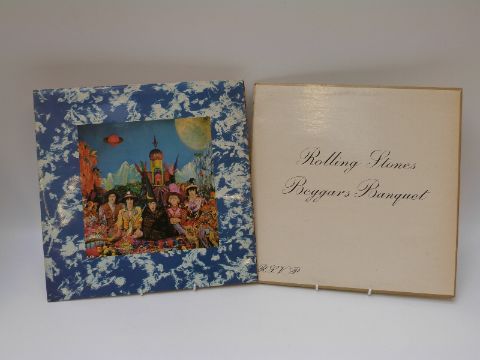 Rolling Stones
Beggars Banquet
R.S.V.P.